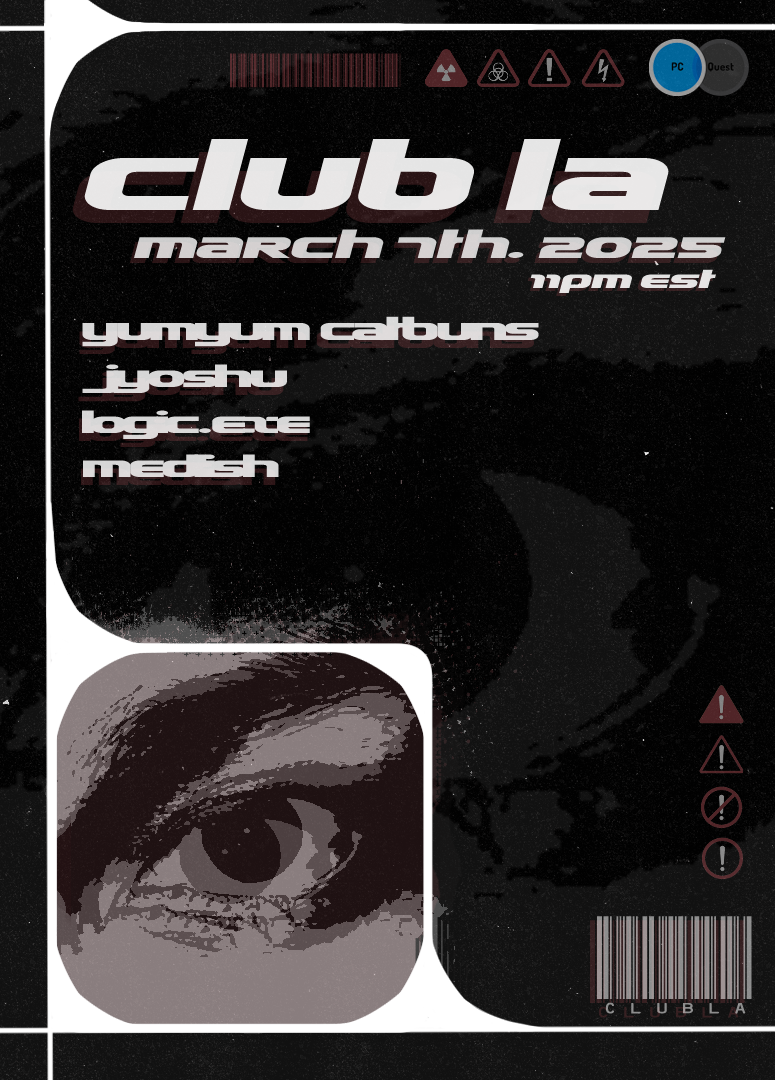 PC Quest
club la
march 7th. 2025
11pm est
yumyum catbuns
_jyoshu
logic.exe
medish
CLUBLA